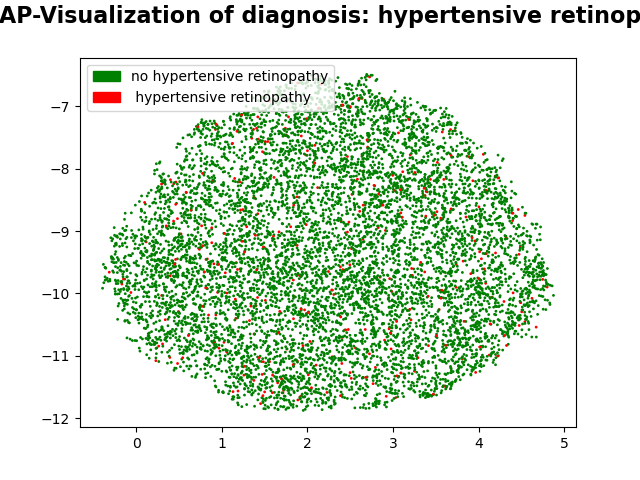 AP-Visualization of diagnosis: hypertensive retinop
no hypertensive retinopathy
hypertensive retinopathy
−7
−8
−9
−10
−11
−12
0 1 2 3 4 5